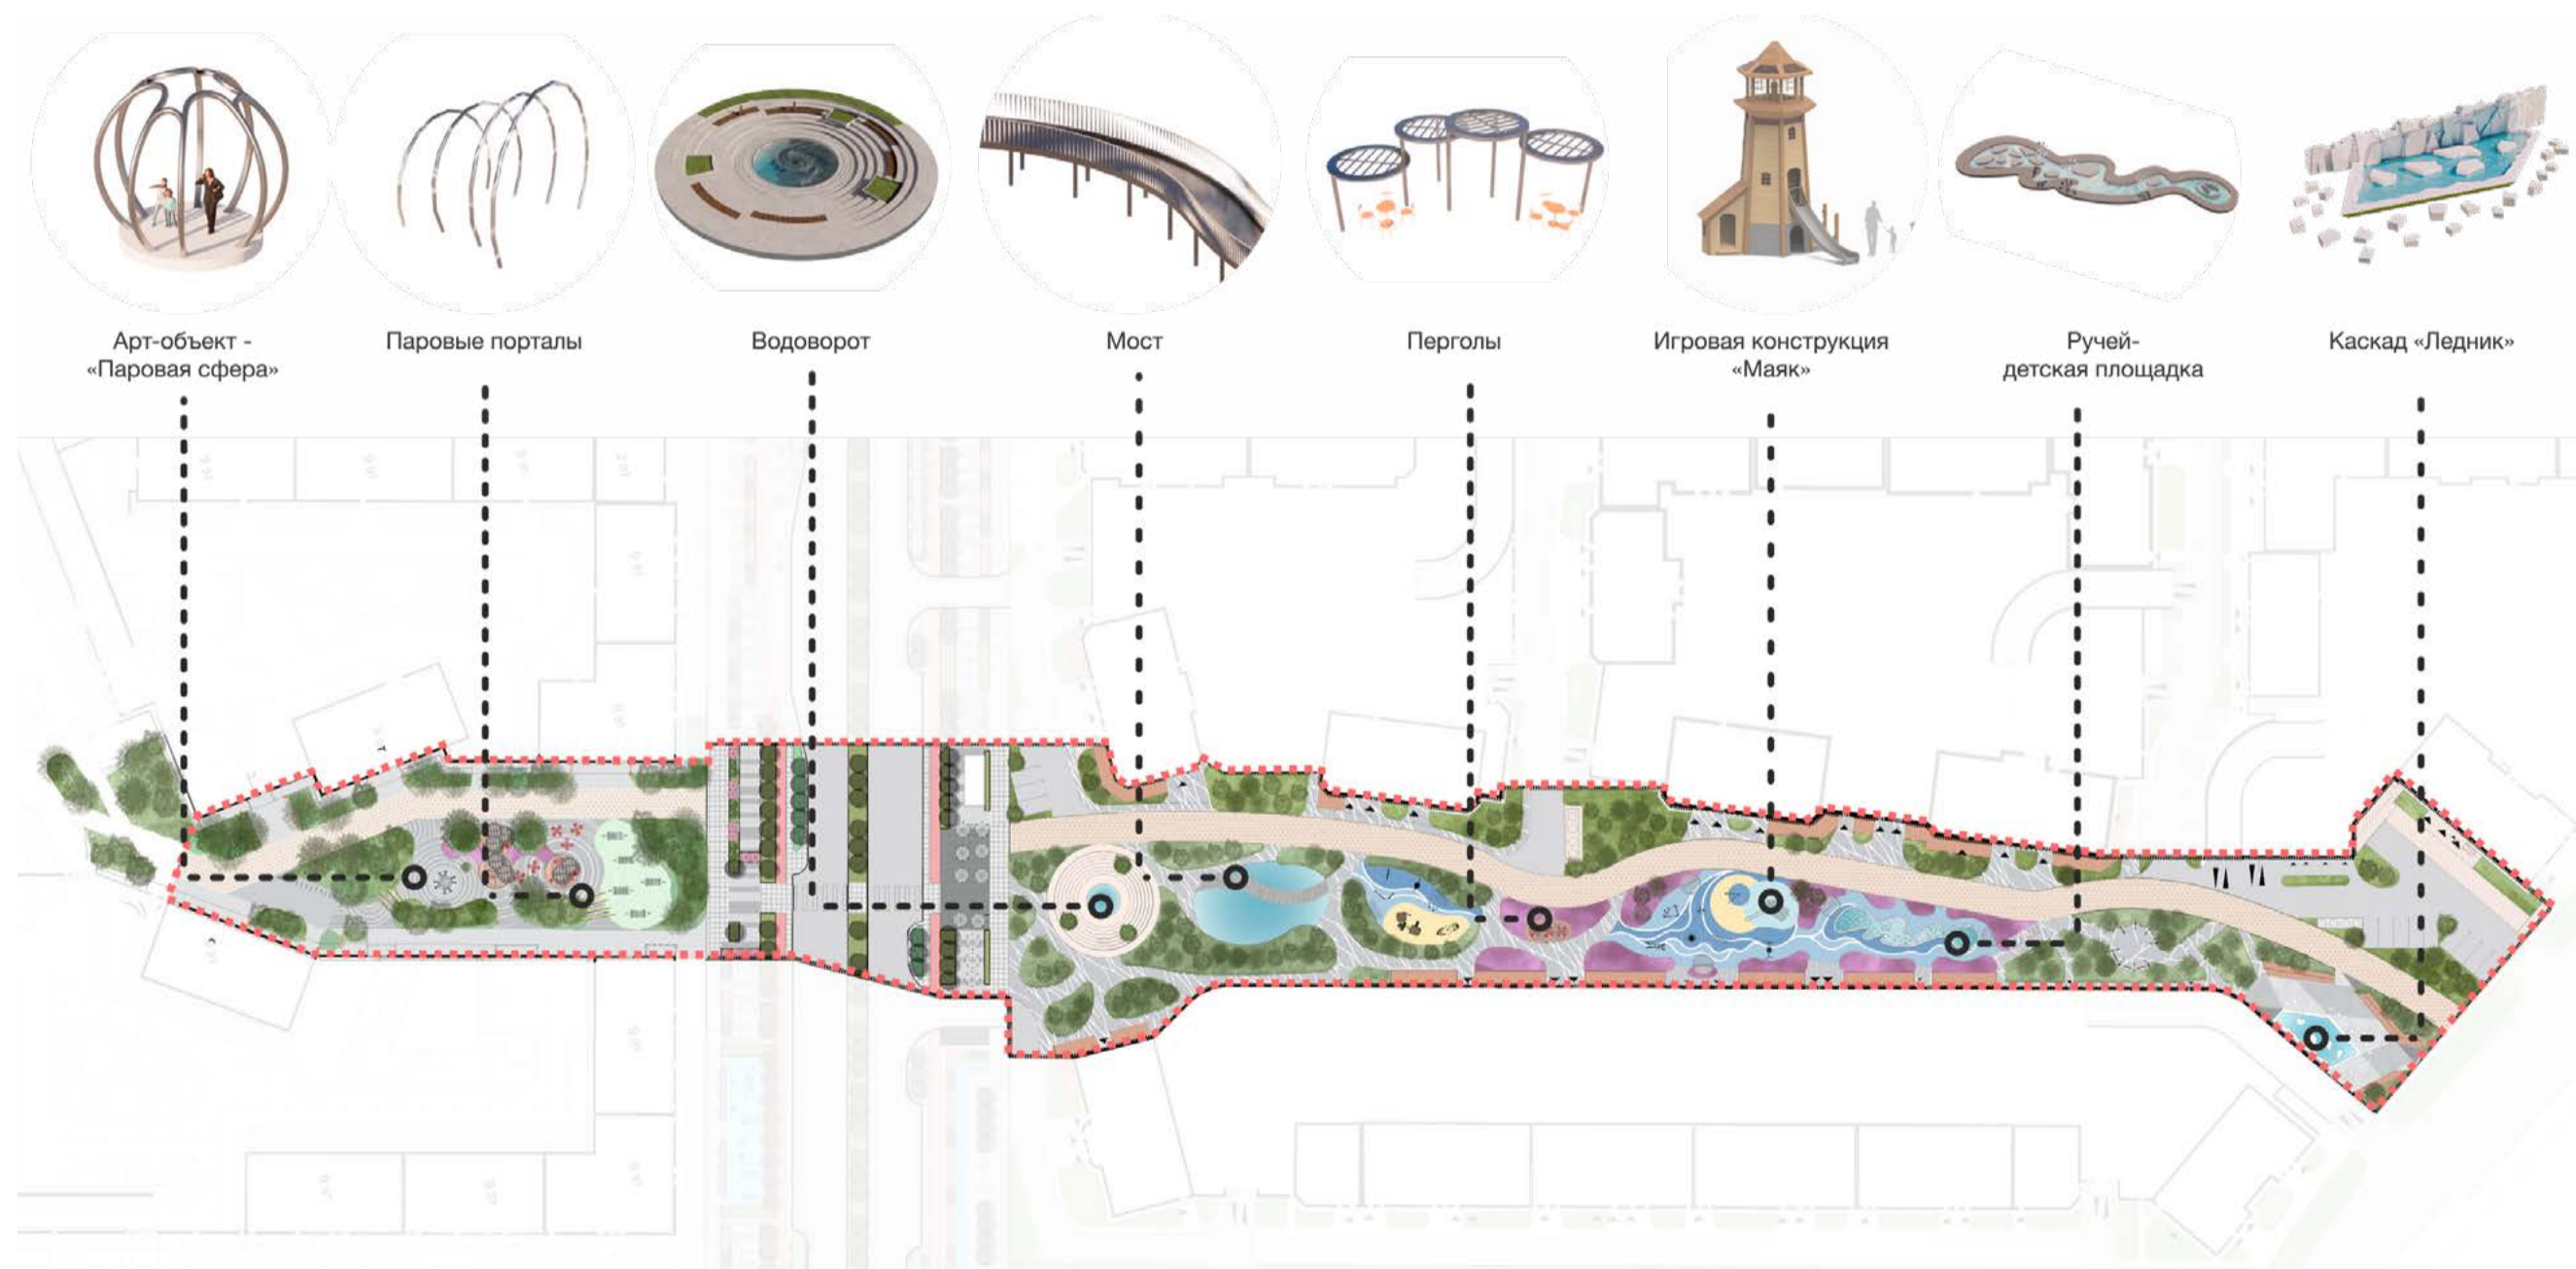 Арт-объект -
«Паровая сфера»
Паровые порталы
Водоворот
Мост
Перголы
Игровая конструкция
«Маяк»
Ручей-
детская площадка
Каскад «Ледник»